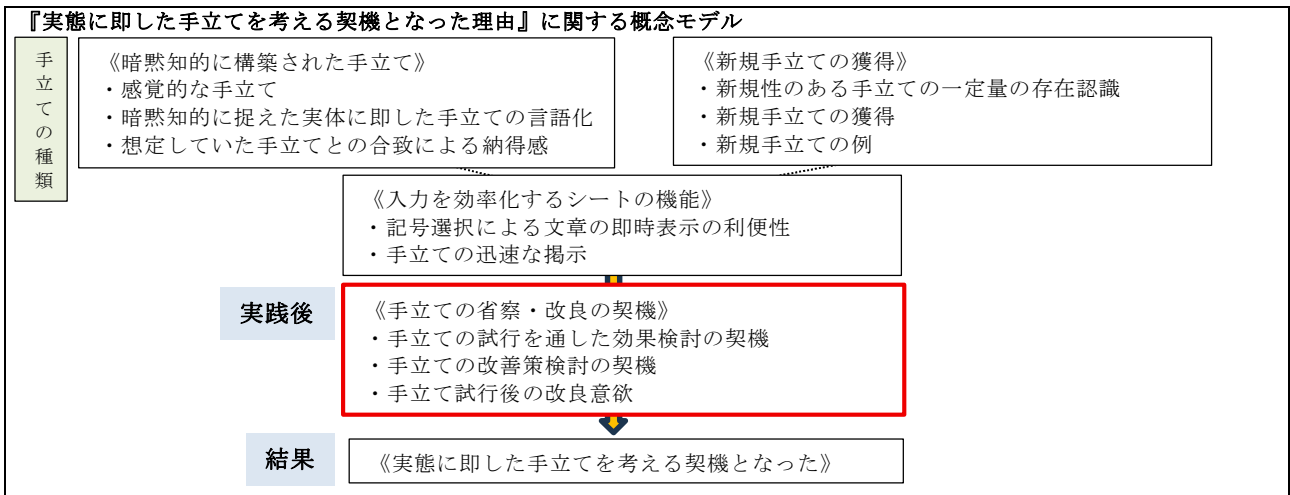 『実態に即した手立てを考える契機となった理由』に関する概念モデル
手立ての種類
《暗黙知的に構築された手立て》
・感覚的な手立て
・暗黙知的に捉えた実体に即した手立ての言語化
・想定していた手立てとの合致による納得感
《新規手立ての獲得》
・新規性のある手立ての一定量の存在認識
・新規手立ての獲得
・新規手立ての例
《入力を効率化するシートの機能》
・記号選択による文章の即時表示の利便性
・手立ての迅速な掲示
実践後
《手立ての省察・改良の契機》
・手立ての試行を通した効果検討の契機
・手立ての改善策検討の契機
・手立て試行後の改良意欲
結果
《実態に即した手立てを考える契機となった》